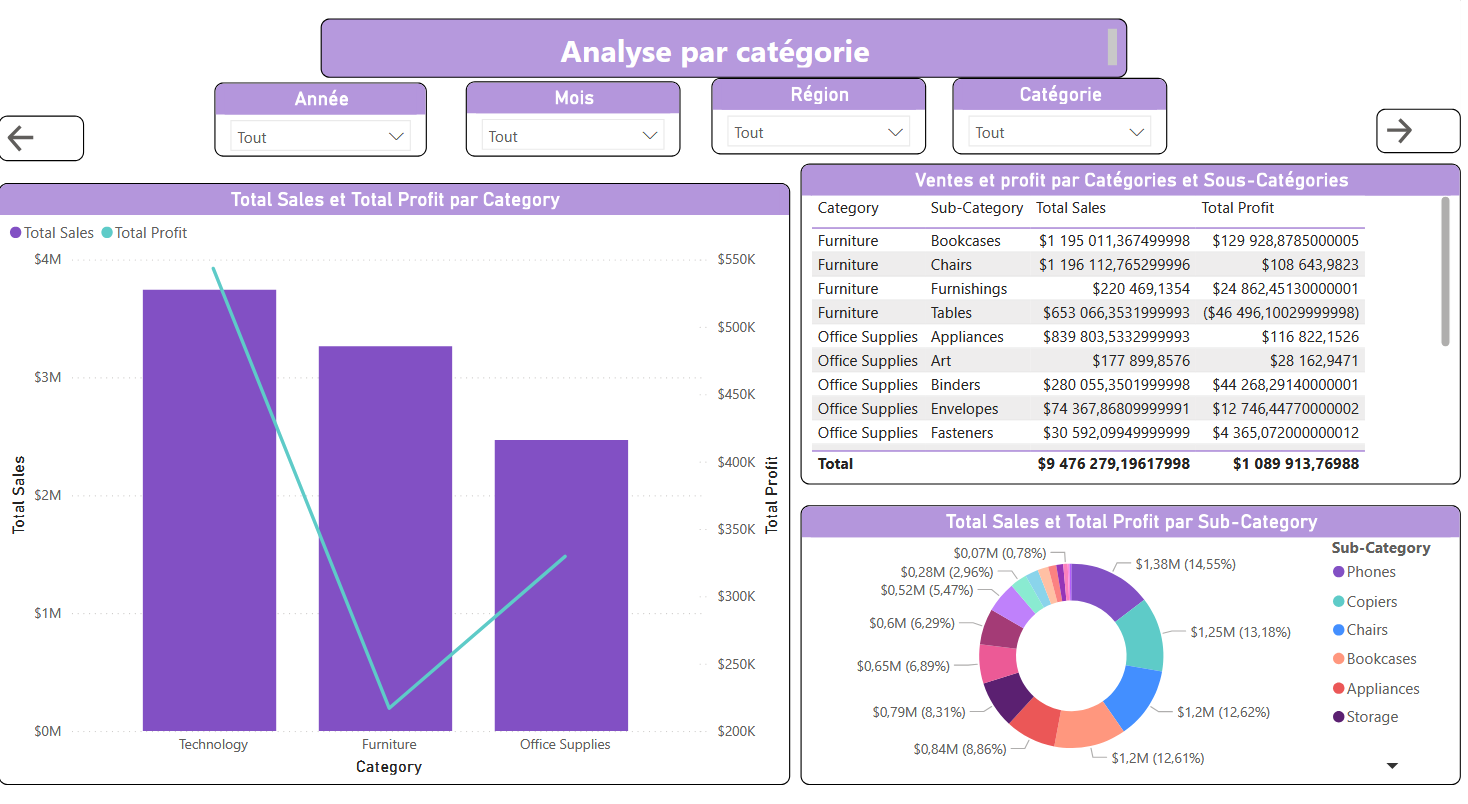 Analyse par catégorie
Année
Mois
Région
Catégorie
Tout
Tout
Tout
Tout
Total Sales et Total Profit par Category
Total Sales
Total Profit
$4M
$3M
$2M
$1M
$0M
Total Sales
$550K
$500K
$450K
$400K
$350K
$300K
$250K
$200K
Total Profit
Technology
Furniture
Office Supplies
Category
Ventes et profit par Catégories et Sous-Catégories
Category Sub-Category Total Sales Total Profit
Furniture Bookcases $1 195 011,367499998 $129 928,8785000005
Furniture Chairs $1 196 112,765299996 $108 643,9823
Furniture Furnishings $220 469,1354 $24 862,45130000001
Furniture Tables $653 066,3531999993 ($46 496,10029999998)
Office Supplies Appliances $839 803,5332999993 $116 822,1526
Office Supplies Art $177 899,8576 $28 162,9471
Office Supplies Binders $280 055,3501999998 $44 268,29140000001
Office Supplies Envelopes $74 367,86809999991 $12 746,44770000002
Office Supplies Fasteners $30 592,09949999999 $4 365,072000000012
Total $9 476 279,19617998 $1 089 913,76988
Total Sales et Total Profit par Sub-Category
$0,07M (0,78%)
$0,28M (2,96%)
$0,52M (5,47%)
$0,6M (6,29%)
$0,65M (6,89%)
$0,79M (8,31%)
$0,84M (8,86%)
$1,38M (14,55%)
$1,25M (13,18%)
$1,2M (12,62%)
$1,2M (12,61%)
Sub-Category
Phones
Copiers
Chairs
Bookcases
Appliances
Storage